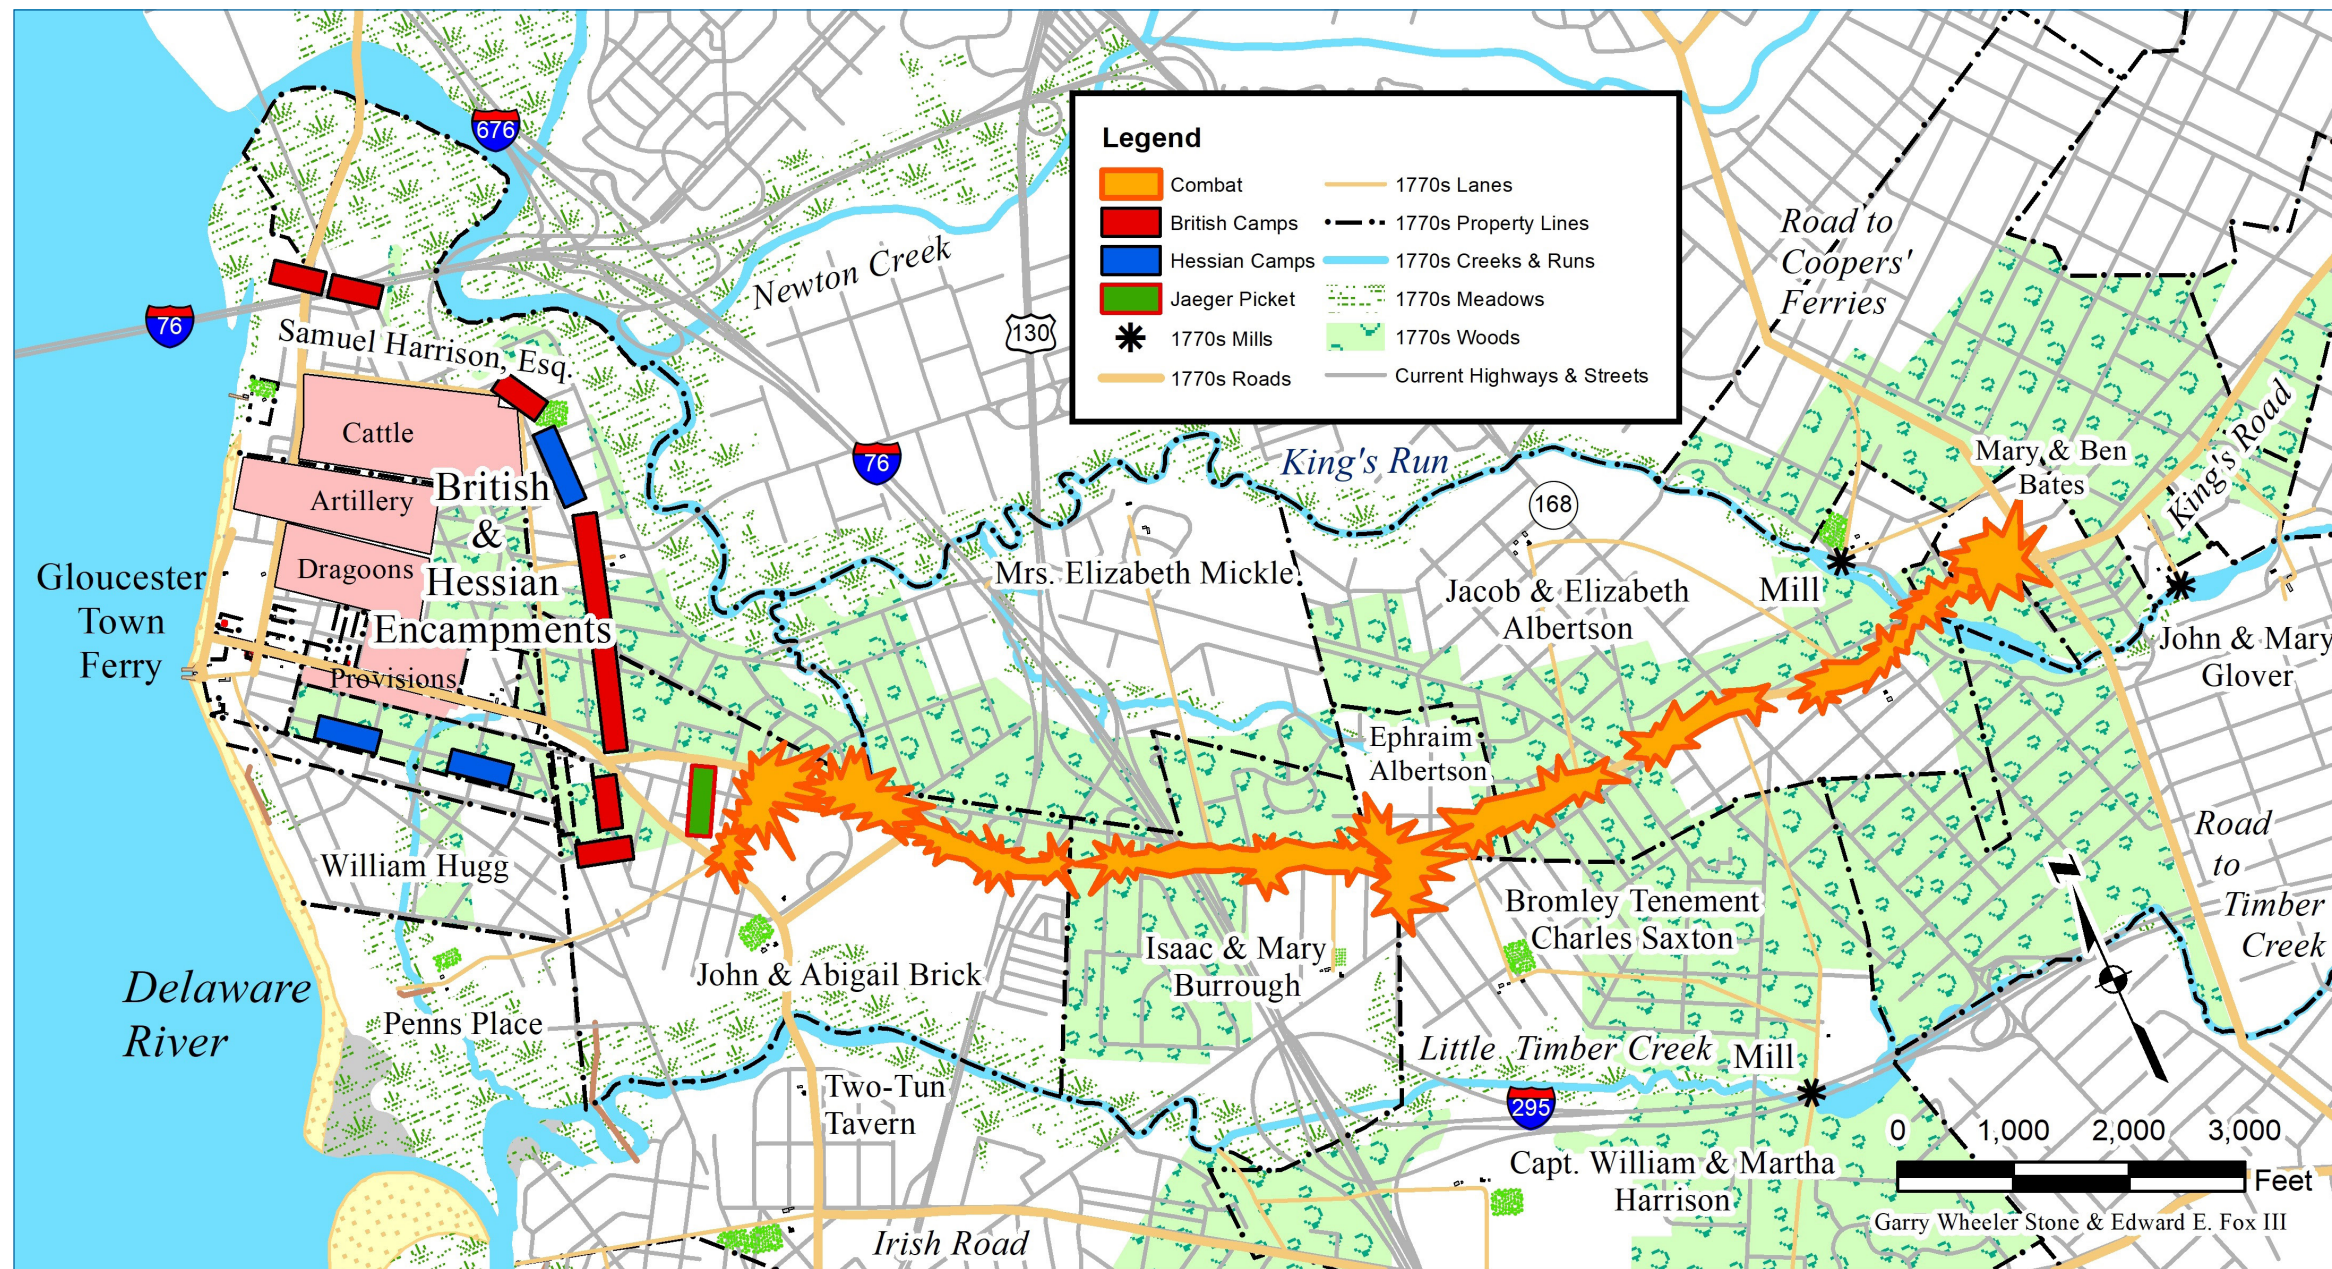 676
Legend
Combat
British Camps
Hessian Camps
Jaeger Picket
1770s Mills
1770s Roads
1770s Lanes
1770s Property Lines
1770s Creeks & Runs
1770s Meadows
1770s Woods
Current Highways & Streets
Road to
Coopers'
Ferries
Newton Creek
76
130
Samuel Harrison, Esq.
King's Road
Cattle
76
King's Run
Mary & Ben
Bates
168
Artillery
British
&
Hessian
Encampments
Dragoons
Provisions
Gloucester
Town
Ferry
Mrs. Elizabeth Mickle
Jacob & Elizabeth
Albertson
Mill
John & Mary
Glover
Ephraim
Albertson
William Hugg
Road
to
Timber
Creek
Bromley Tenement
Charles Saxton
Isaac & Mary
Burrough
John & Abigail Brick
Delaware
River
Penns Place
Little Timber Creek
Mill
N
Two-Tun
Tavern
295
0 1,000 2,000 3,000
Feet
Capt. William & Martha
Harrison
Garry Wheeler Stone & Edward E. Fox III
Irish Road